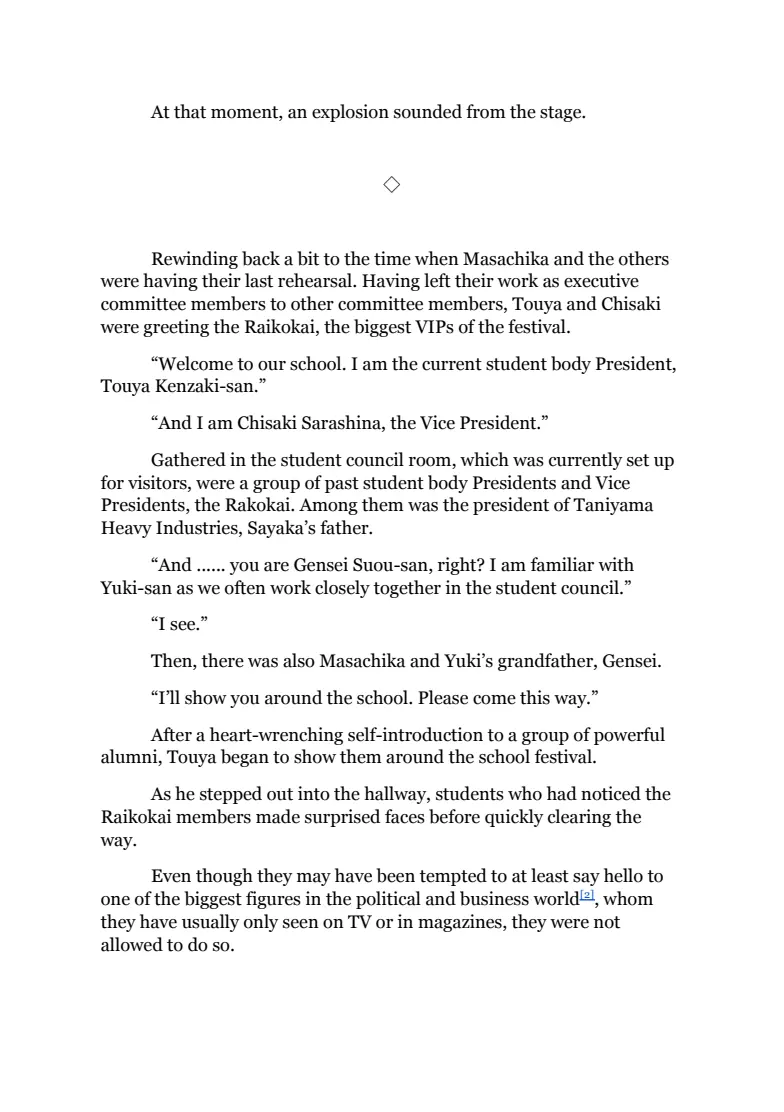 At that moment, an explosion sounded from the stage.
◇
Rewinding back a bit to the time when Masachika and the others
were having their last rehearsal. Having left their work as executive
committee members to other committee members, Touya and Chisaki
were greeting the Raikokai, the biggest VIPs of the festival.
“Welcome to our school. I am the current student body President,
Touya Kenzaki-san.”
“And I am Chisaki Sarashina, the Vice President.”
Gathered in the student council room, which was currently set up
for visitors, were a group of past student body Presidents and Vice
Presidents, the Rakokai. Among them was the president of Taniyama
Heavy Industries, Sayaka’s father.
“And ...... you are Gensei Suou-san, right? I am familiar with
Yuki-san as we often work closely together in the student council.”
“I see.”
Then, there was also Masachika and Yuki’s grandfather, Gensei.
“I’ll show you around the school. Please come this way.”
After a heart-wrenching self-introduction to a group of powerful
alumni, Touya began to show them around the school festival.
As he stepped out into the hallway, students who had noticed the
Raikokai members made surprised faces before quickly clearing the
way.
Even though they may have been tempted to at least say hello to
one of the biggest figures in the political and business world[2], whom
they have usually only seen on TV or in magazines, they were not
allowed to do so.